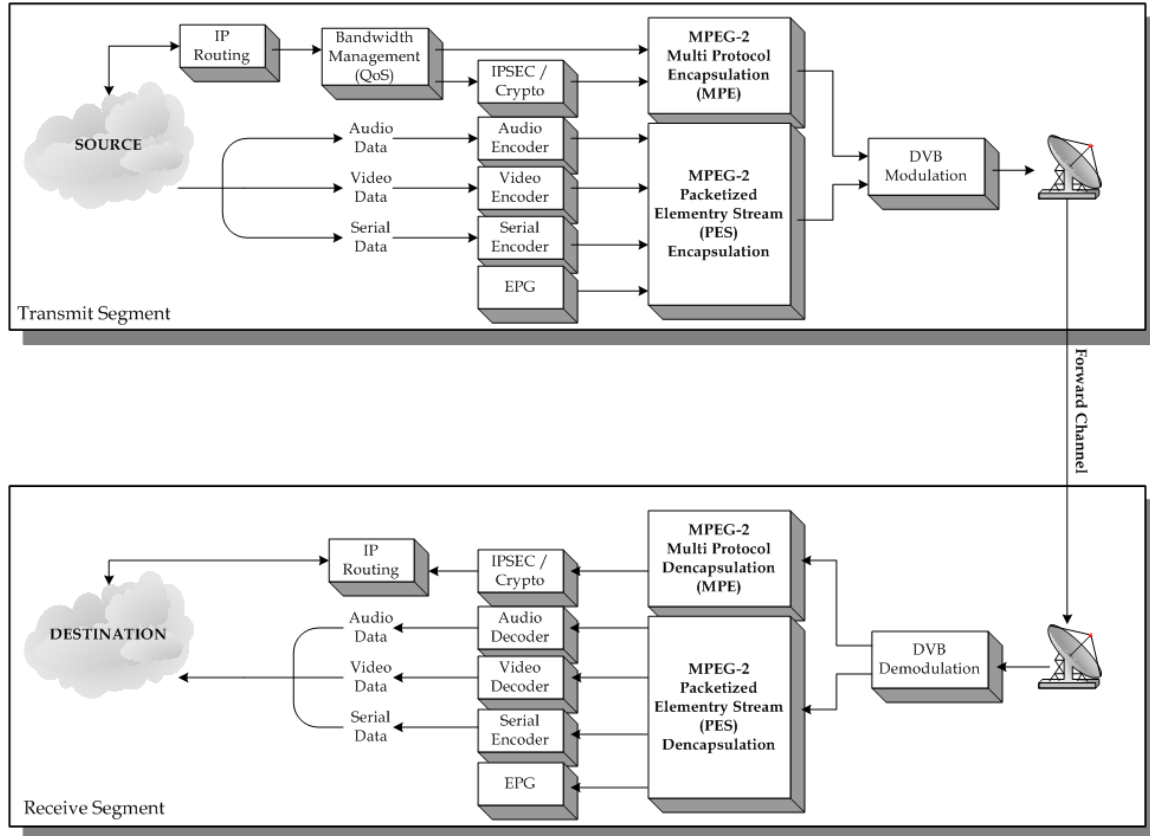 IP
Routing
Bandwidth
Management
(QoS)
IPSEC /
Crypto
MPEG-2
Multi Protocol
Encapsulation
(MPE)
SOURCE
Audio
Data
Video
Data
Serial
Data
Audio
Encoder
Video
Encoder
Serial
Encoder
EPG
MPEG-2
Packetized
Elementry Stream
(PES)
Encapsulation
DVB
Modulation
Transmit Segment
Forward Channel
IP
Routing
IPSEC /
Crypto
MPEG-2
Multi Protocol
Dencapsulation
(MPE)
DESTINATION
Audio
Data
Video
Data
Serial
Data
Audio
Decoder
Video
Decoder
Serial
Encoder
EPG
MPEG-2
Packetized
Elementry Stream
(PES)
Dencapsulation
DVB
Demodulation
Receive Segment